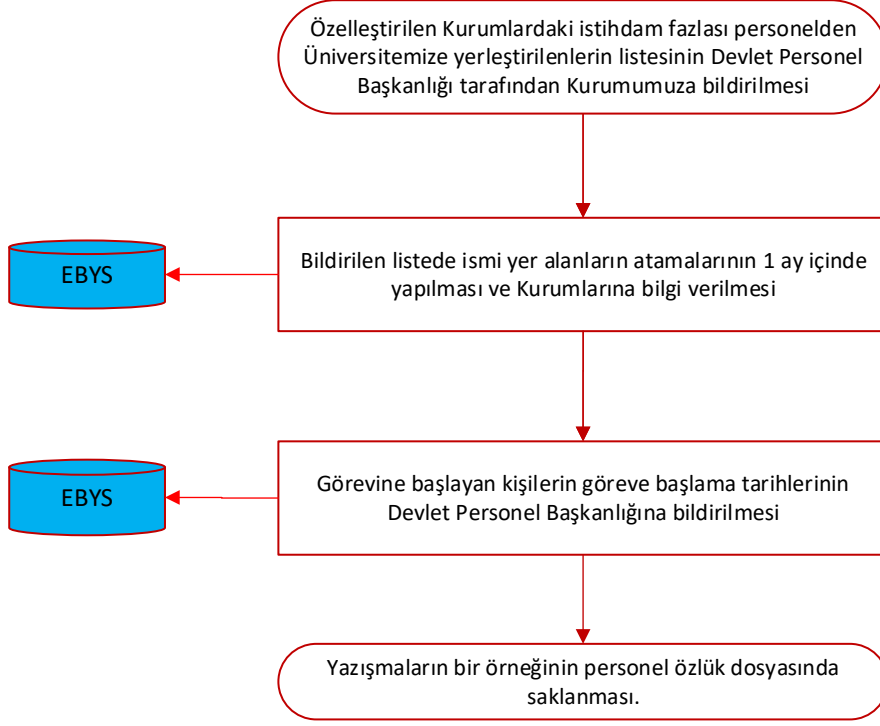 Özelleştirilen Kurumlardaki istihdam fazlası personelden
Üniversitemize yerleştirilenlerin listesinin Devlet Personel
Başkanlığı tarafından Kurumumuza bildirilmesi
EBYS
Bildirilen listede ismi yer alanların atamalarının 1 ay içinde
yapılması ve Kurumlarına bilgi verilmesi
EBYS
Görevine başlayan kişilerin göreve başlama tarihlerinin
Devlet Personel Başkanlığına bildirilmesi
Yazışmaların bir örneğinin personel özlük dosyasında
saklanması.